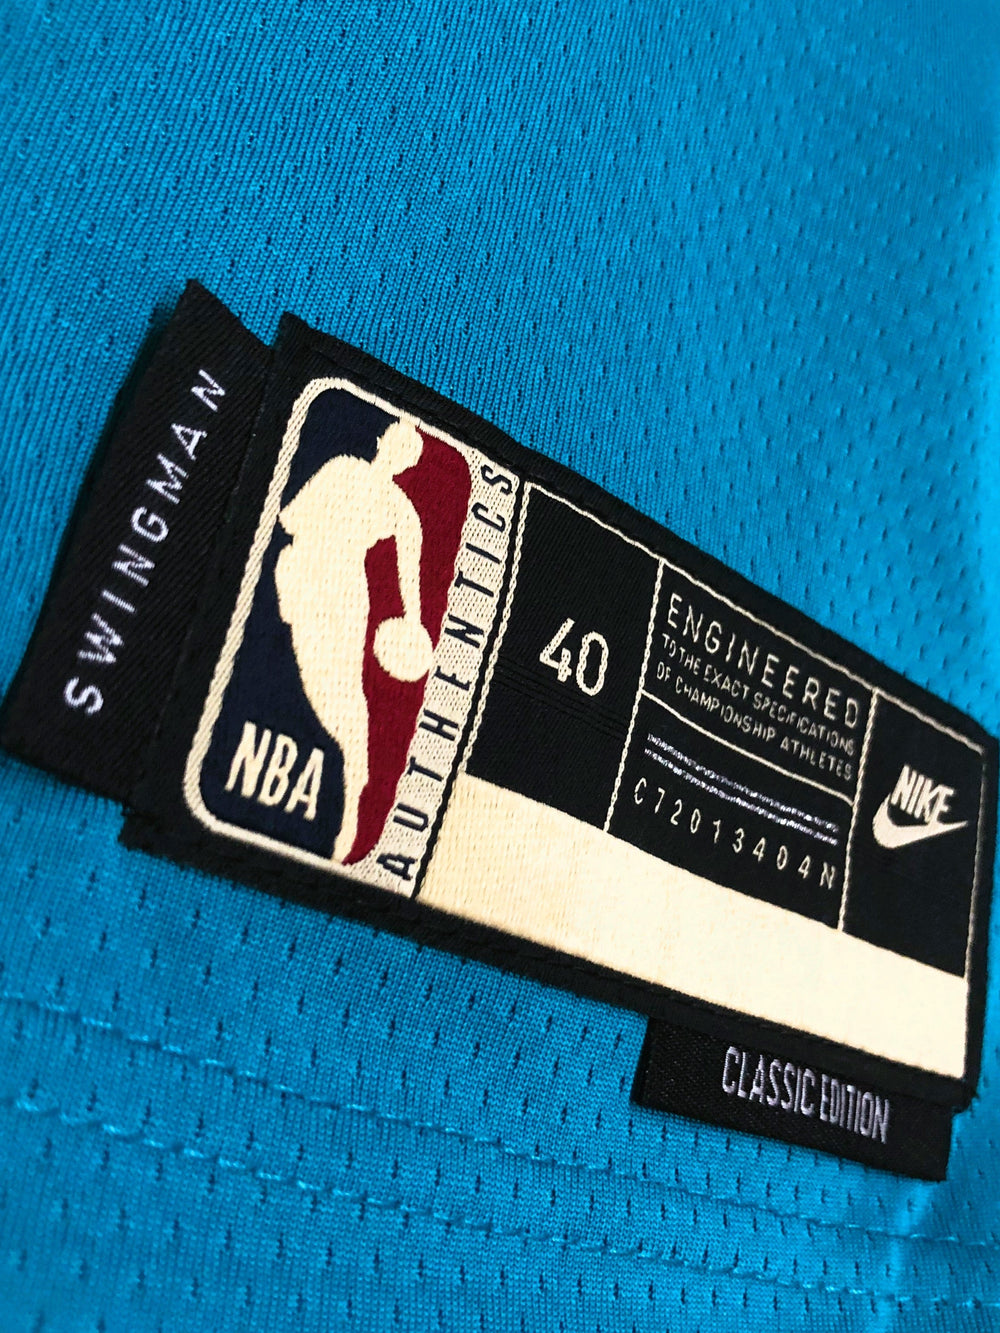 SWINGMAN
NBA
AUTHENTICS
40
ENGINEERED
TO THE EXACT SPECIFICATIONS
OF CHAMPIONSHIP ATHLETES
C72013404N
NIKE
CLASSIC EDITION